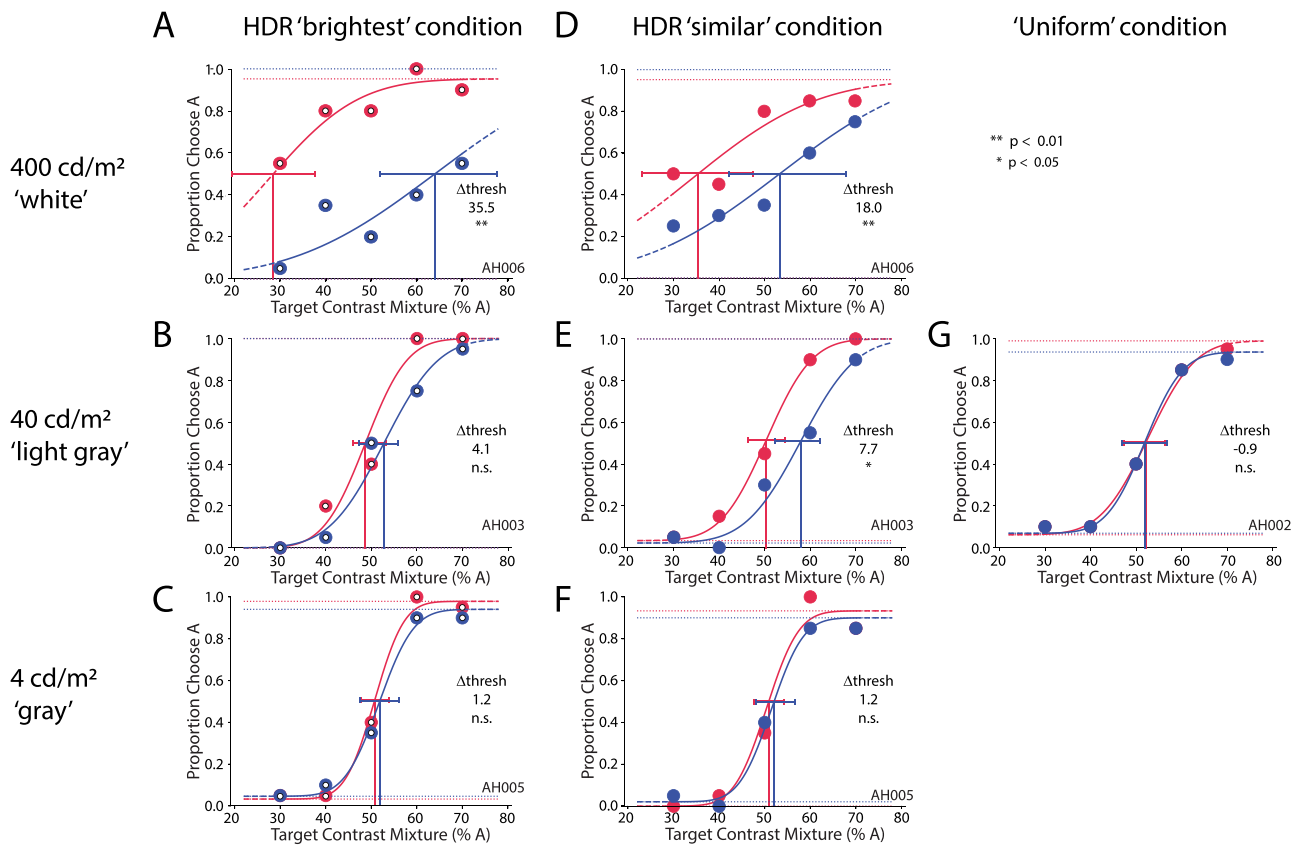 A HDR ‘brightest’ condition
D HDR ‘similar’ condition
‘Uniform’ condition
400 cd/m²
‘white’
Proportion Choose A
1.0
0.8
0.6
0.4
0.2
0.0
20 30 40 50 60 70 80
Target Contrast Mixture (% A)
Δthresh
35.5
**
AH006
Proportion Choose A
1.0
0.8
0.6
0.4
0.2
0.0
20 30 40 50 60 70 80
Target Contrast Mixture (% A)
Δthresh
18.0
**
AH006
** p < 0.01
* p < 0.05
40 cd/m²
‘light gray’
B
Proportion Choose A
1.0
0.8
0.6
0.4
0.2
0.0
20 30 40 50 60 70 80
Target Contrast Mixture (% A)
Δthresh
4.1
n.s.
AH003
E
Proportion Choose A
1.0
0.8
0.6
0.4
0.2
0.0
20 30 40 50 60 70 80
Target Contrast Mixture (% A)
Δthresh
7.7
*
AH003
G
Proportion Choose A
1.0
0.8
0.6
0.4
0.2
0.0
20 30 40 50 60 70 80
Target Contrast Mixture (% A)
Δthresh
-0.9
n.s.
AH002
4 cd/m²
‘gray’
C
Proportion Choose A
1.0
0.8
0.6
0.4
0.2
0.0
20 30 40 50 60 70 80
Target Contrast Mixture (% A)
Δthresh
1.2
n.s.
AH005
F
Proportion Choose A
1.0
0.8
0.6
0.4
0.2
0.0
20 30 40 50 60 70 80
Target Contrast Mixture (% A)
Δthresh
1.2
n.s.
AH005